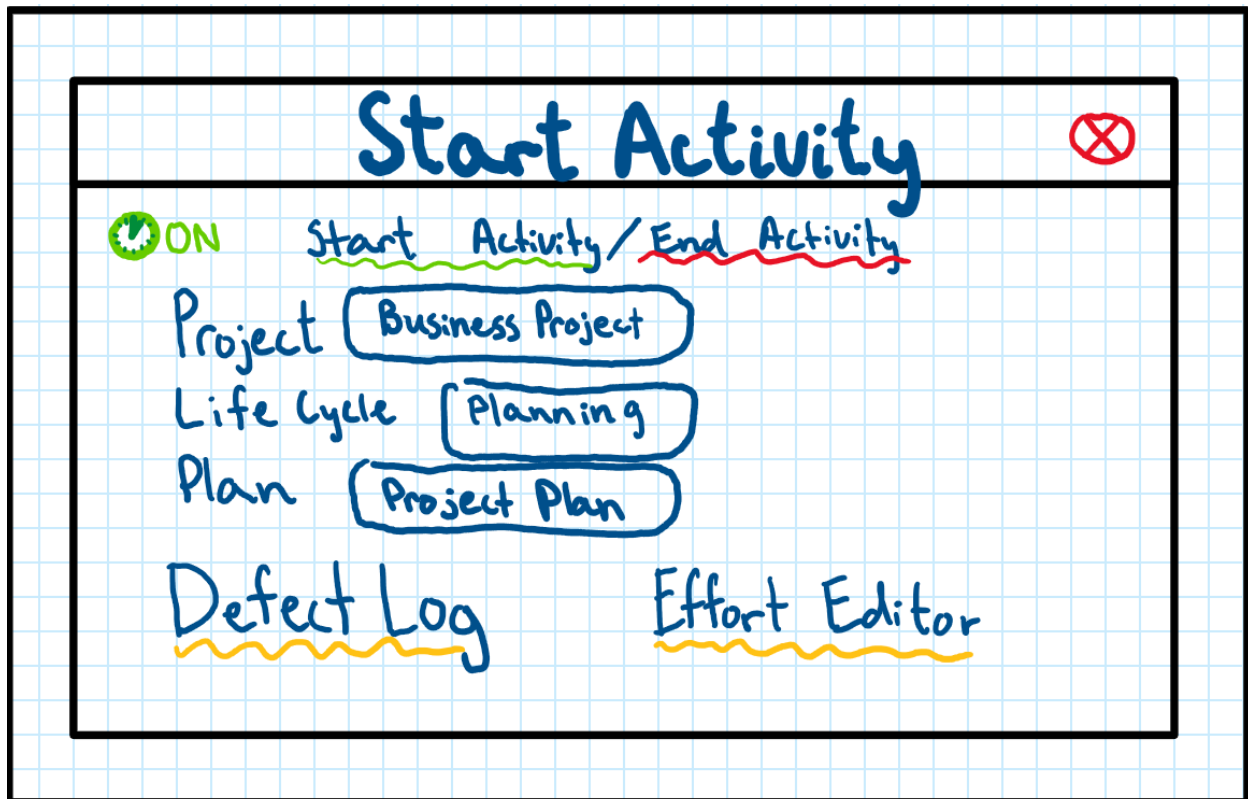 Start Activity
ON Start Activity / End Activity
Project Business Project
Life Cycle Planning
Plan Project Plan
Defect Log Effort Editor